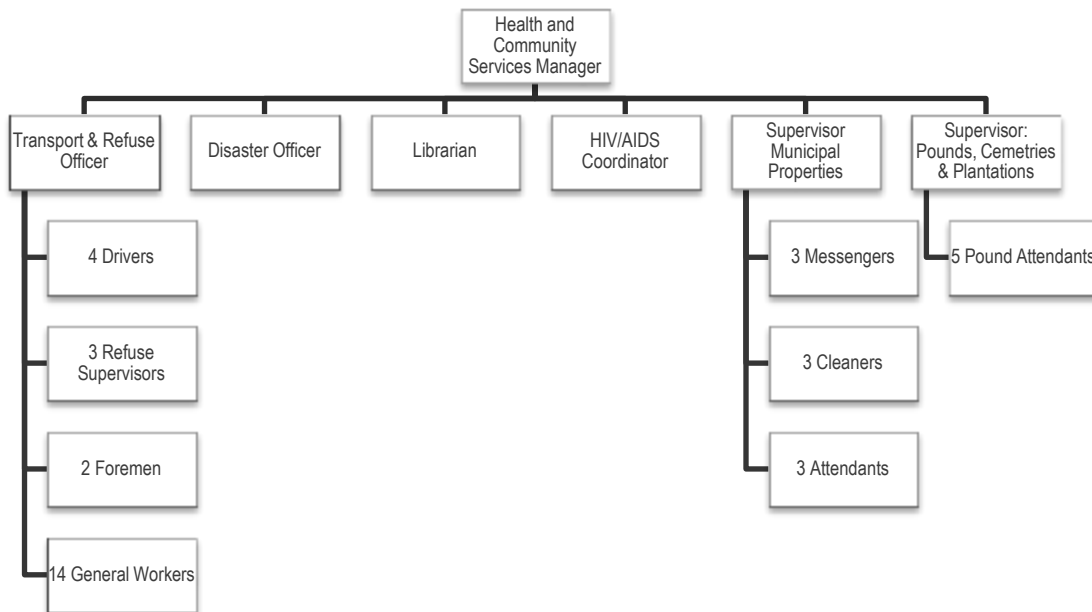 Health and
Community
Services Manager
Transport & Refuse
Officer
Disaster Officer
Librarian
HIV/AIDS
Coordinator
Supervisor
Municipal
Properties
Supervisor:
Pounds, Cemetries
& Plantations
4 Drivers
3 Refuse
Supervisors
2 Foremen
14 General Workers
3 Messengers
3 Cleaners
3 Attendants
5 Pound Attendants